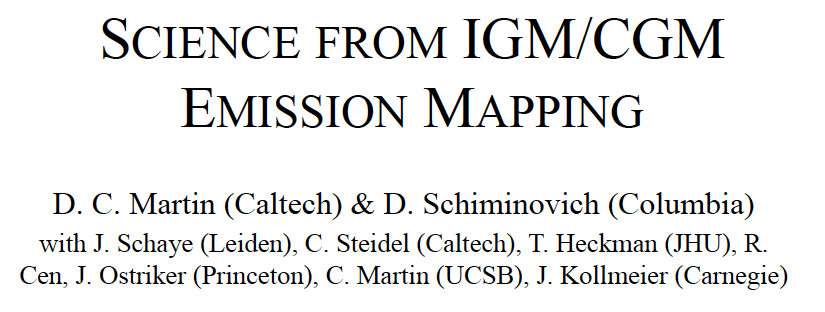 SCIENCE FROM IGM/CGM
EMISSION MAPPING
D. C. Martin (Caltech) & D. Schiminovich (Columbia)
with J. Schaye (Leiden), C. Steidel (Caltech), T. Heckman (JHU), R.
Cen, J. Ostriker (Princeton), C. Martin (UCSB), J. Kollmeier (Carnegie)